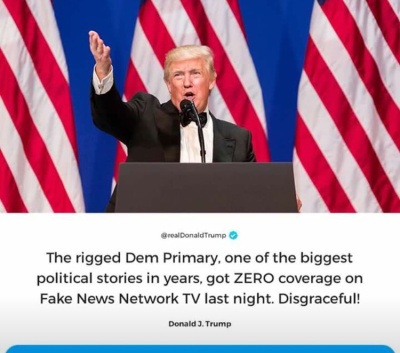 @realDonaldTrump
The rigged Dem Primary, one of the biggest
political stories in years, got ZERO coverage on
Fake News Network TV last night. Disgraceful!
Donald J. Trump